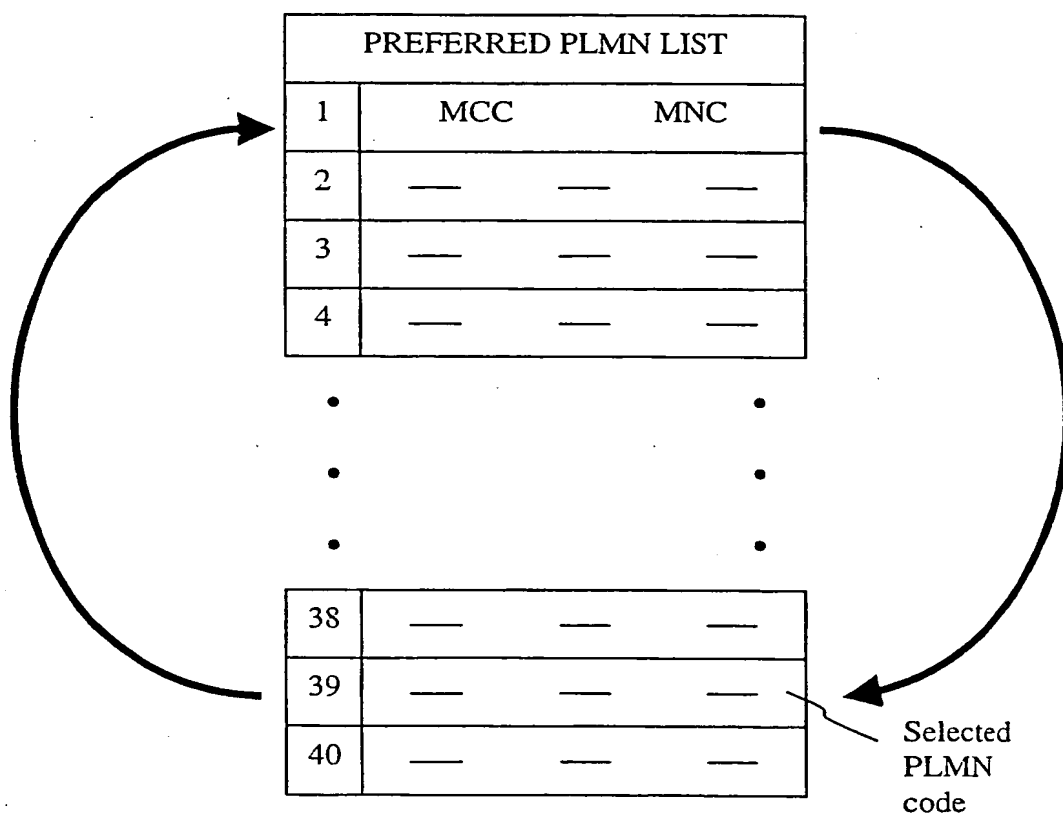 PREFERRED PLMN LIST
1 MCC MNC
2
3
4
38
39
40
Selected
PLMN
code